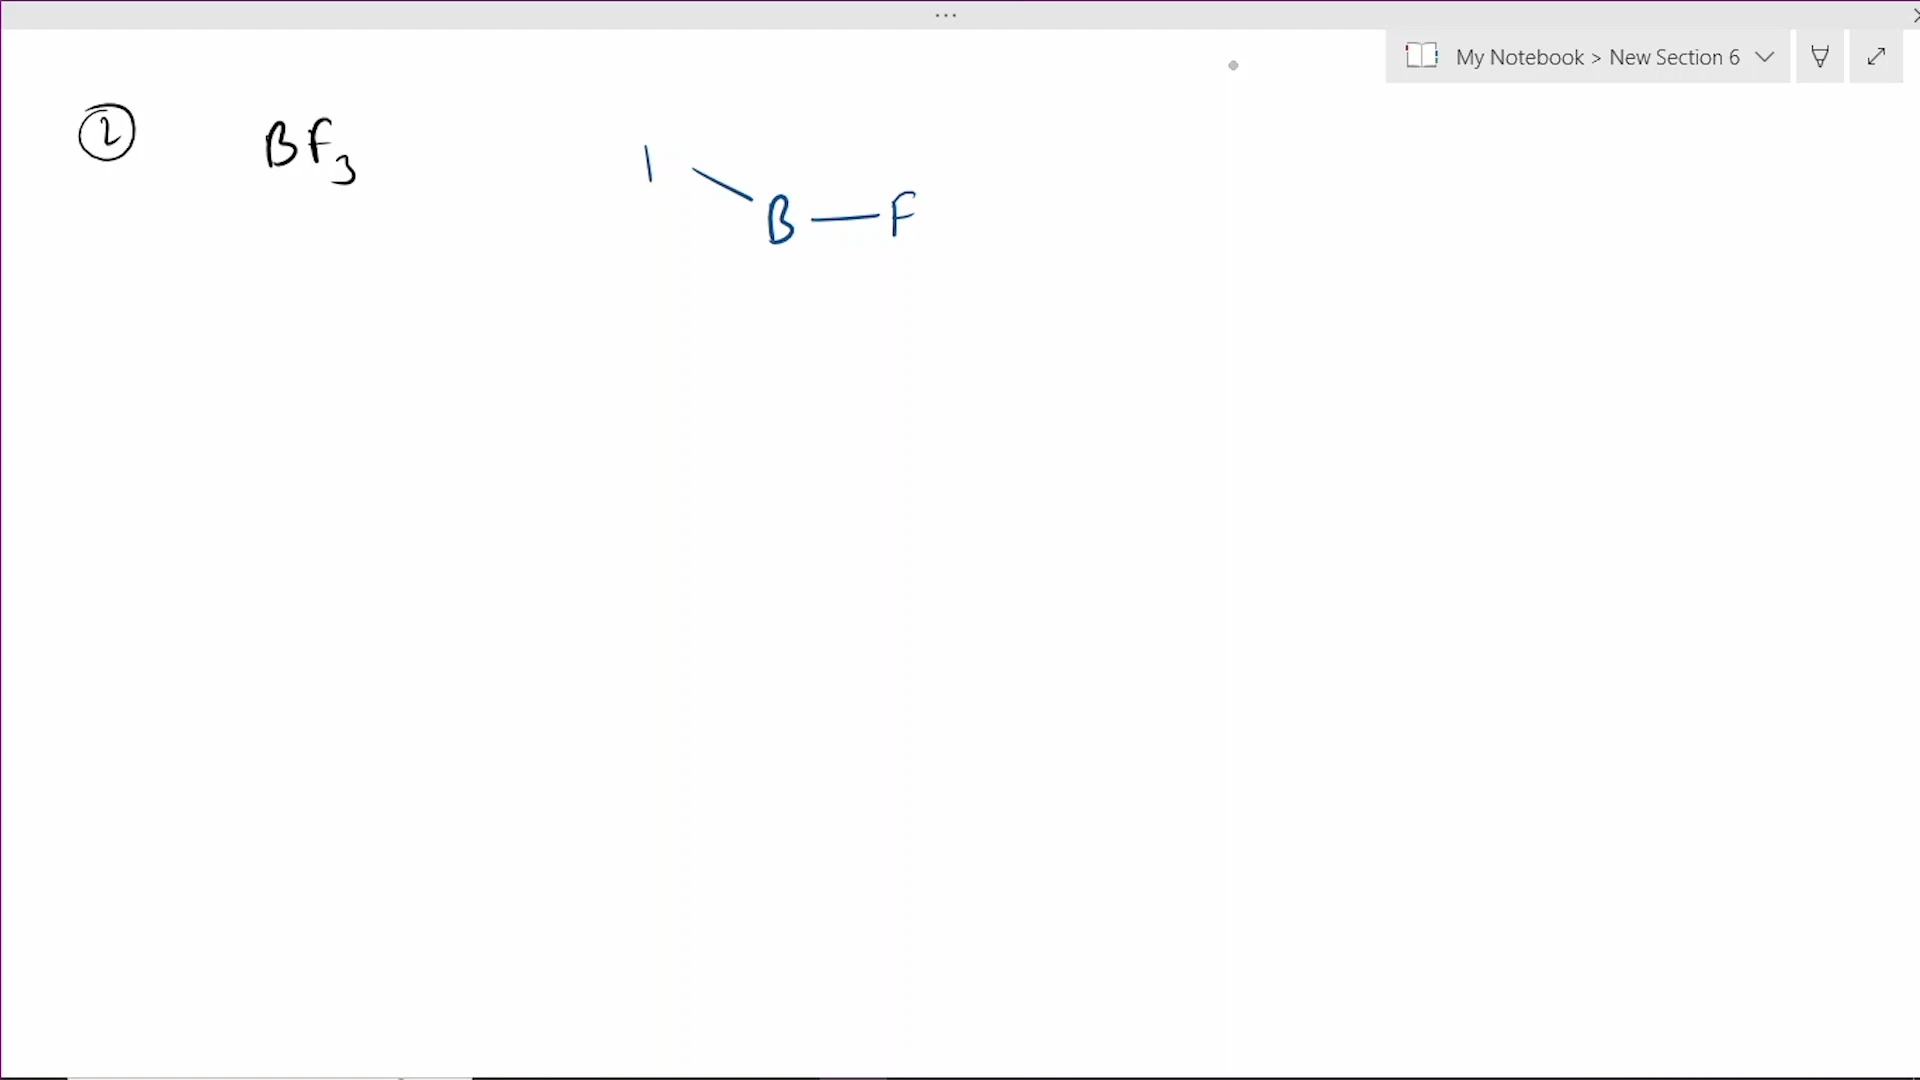 My Notebook > New Section 6
② BF₃
B — F